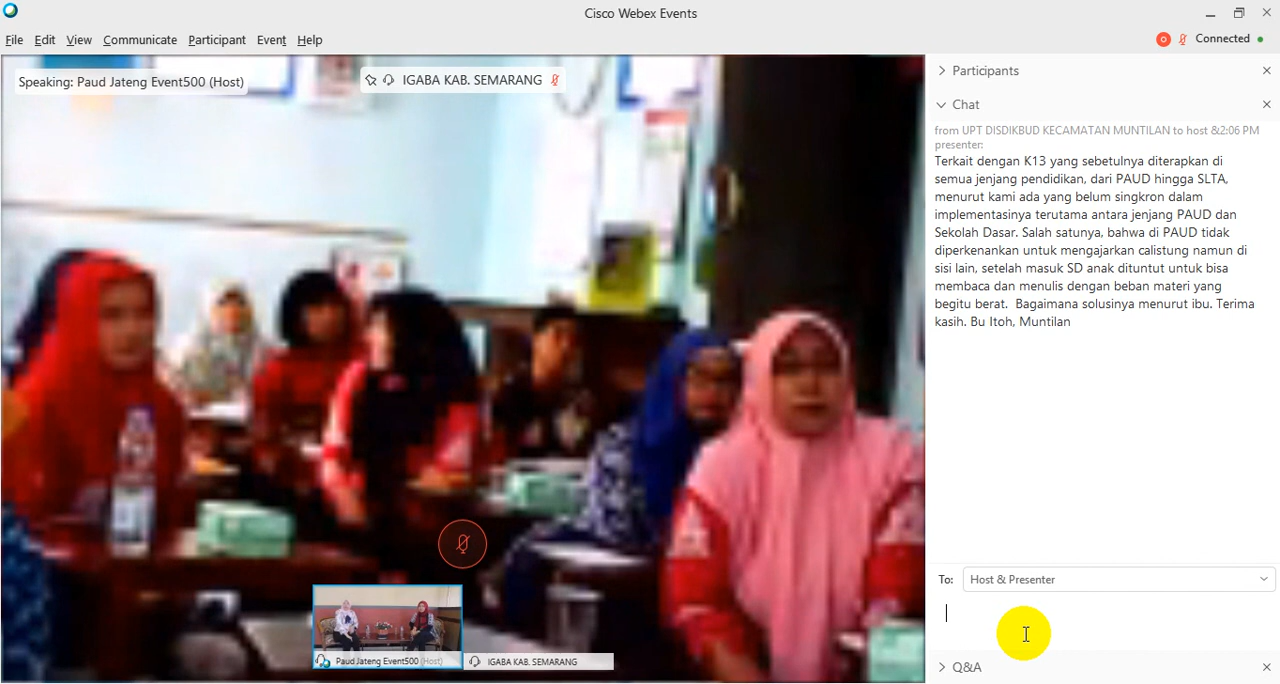 Cisco Webex Events
File Edit View Communicate Participant Event Help
Connected
Speaking: Paud Jateng Event500 (Host)
IGABA KAB. SEMARANG
Participants
Chat
from UPT DISDIKBUD KECAMATAN MUNTILAN to host &2:06 PM
presenter:
Terkait dengan K13 yang sebetulnya diterapkan di
semua jenjang pendidikan, dari PAUD hingga SLTA,
menurut kami ada yang belum singkron dalam
implementasinya terutama antara jenjang PAUD dan
Sekolah Dasar. Salah satunya, bahwa di PAUD tidak
diperkenankan untuk mengajarkan calistung namun di
sisi lain, setelah masuk SD anak dituntut untuk bisa
membaca dan menulis dengan beban materi yang
begitu berat. Bagaimana solusinya menurut ibu. Terima
kasih. Bu Itoh, Muntilan
To: Host & Presenter
Paud Jateng Event500 (Host)
IGABA KAB. SEMARANG
Q&A